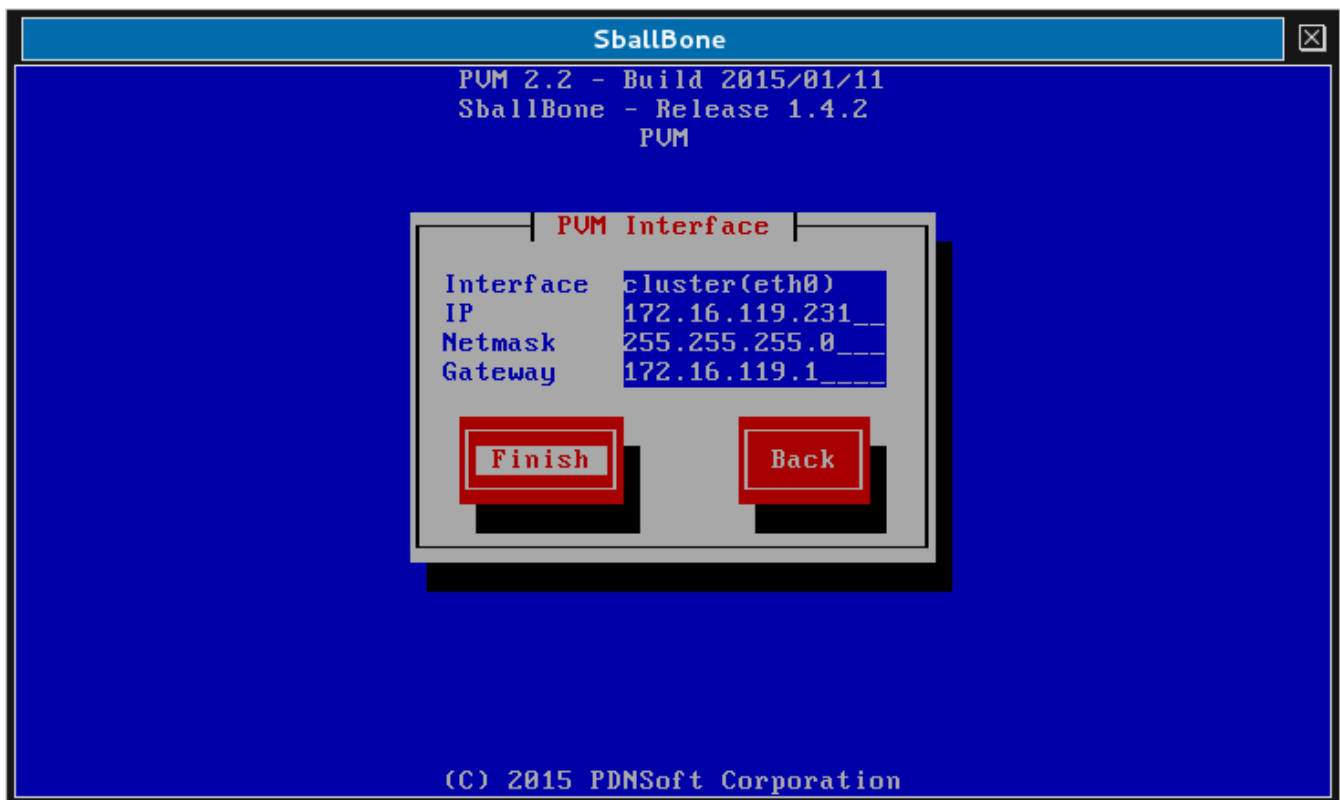 SballBone
PVM 2.2 - Build 2015/01/11
SballBone - Release 1.4.2
PVM
PVM Interface
Interface cluster(eth0)
IP 172.16.119.231__
Netmask 255.255.255.0___
Gateway 172.16.119.1____
Finish Back
(C) 2015 PDNSoft Corporation